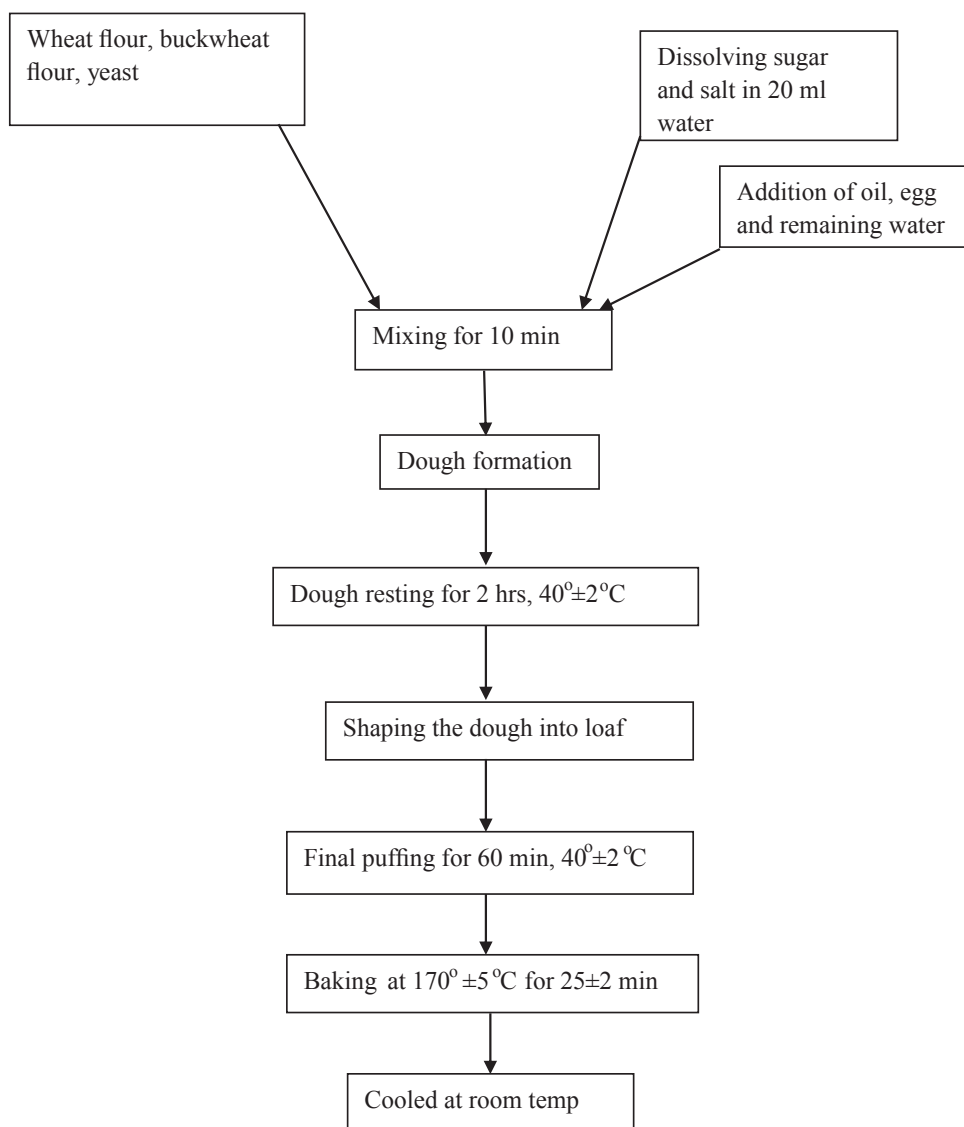 Wheat flour, buckwheat
flour, yeast
Dissolving sugar
and salt in 20 ml
water
Addition of oil, egg
and remaining water
Mixing for 10 min
Dough formation
Dough resting for 2 hrs, 40°±2°C
Shaping the dough into loaf
Final puffing for 60 min, 40°±2°C
Baking at 170° ±5°C for 25±2 min
Cooled at room temp